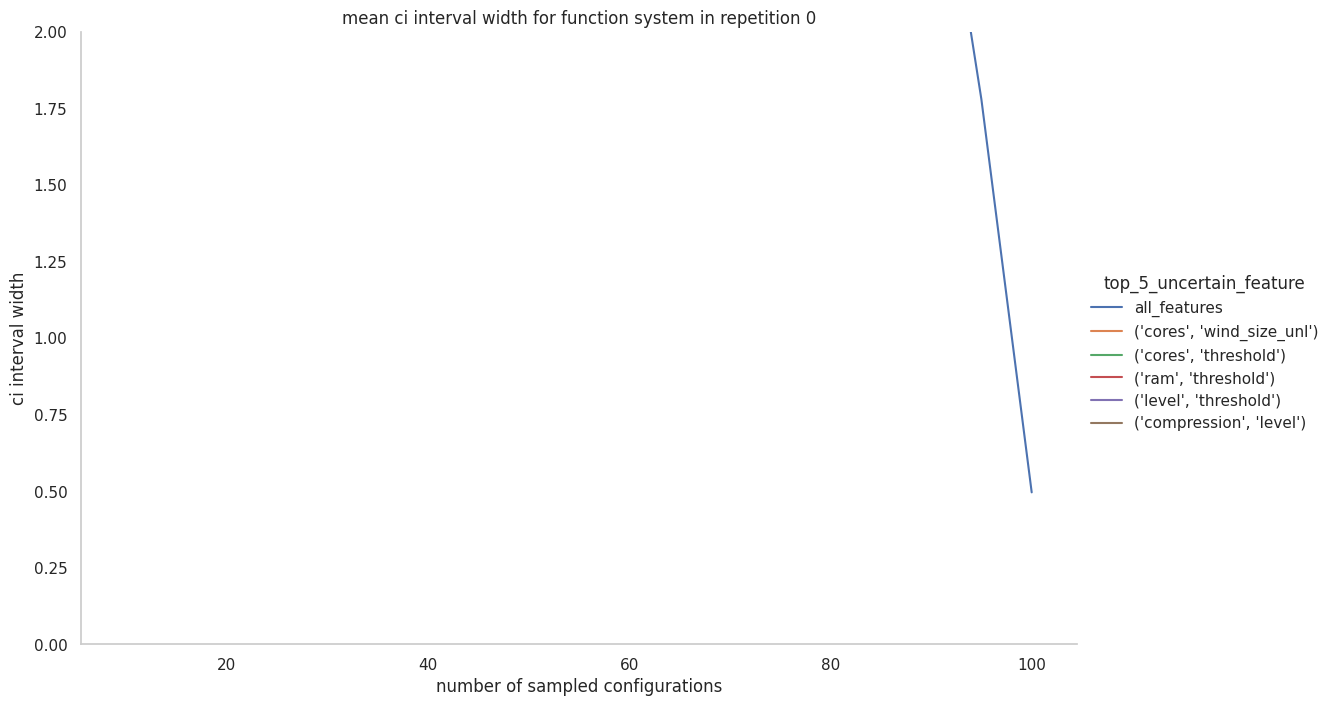 mean ci interval width for function system in repetition 0
2.00
1.75
1.50
1.25
1.00
0.75
0.50
0.25
0.00
ci interval width
20
40
60
80
100
number of sampled configurations
top_5_uncertain_feature
all_features
('cores', 'wind_size_unl')
('cores', 'threshold')
('ram', 'threshold')
('level', 'threshold')
('compression', 'level')